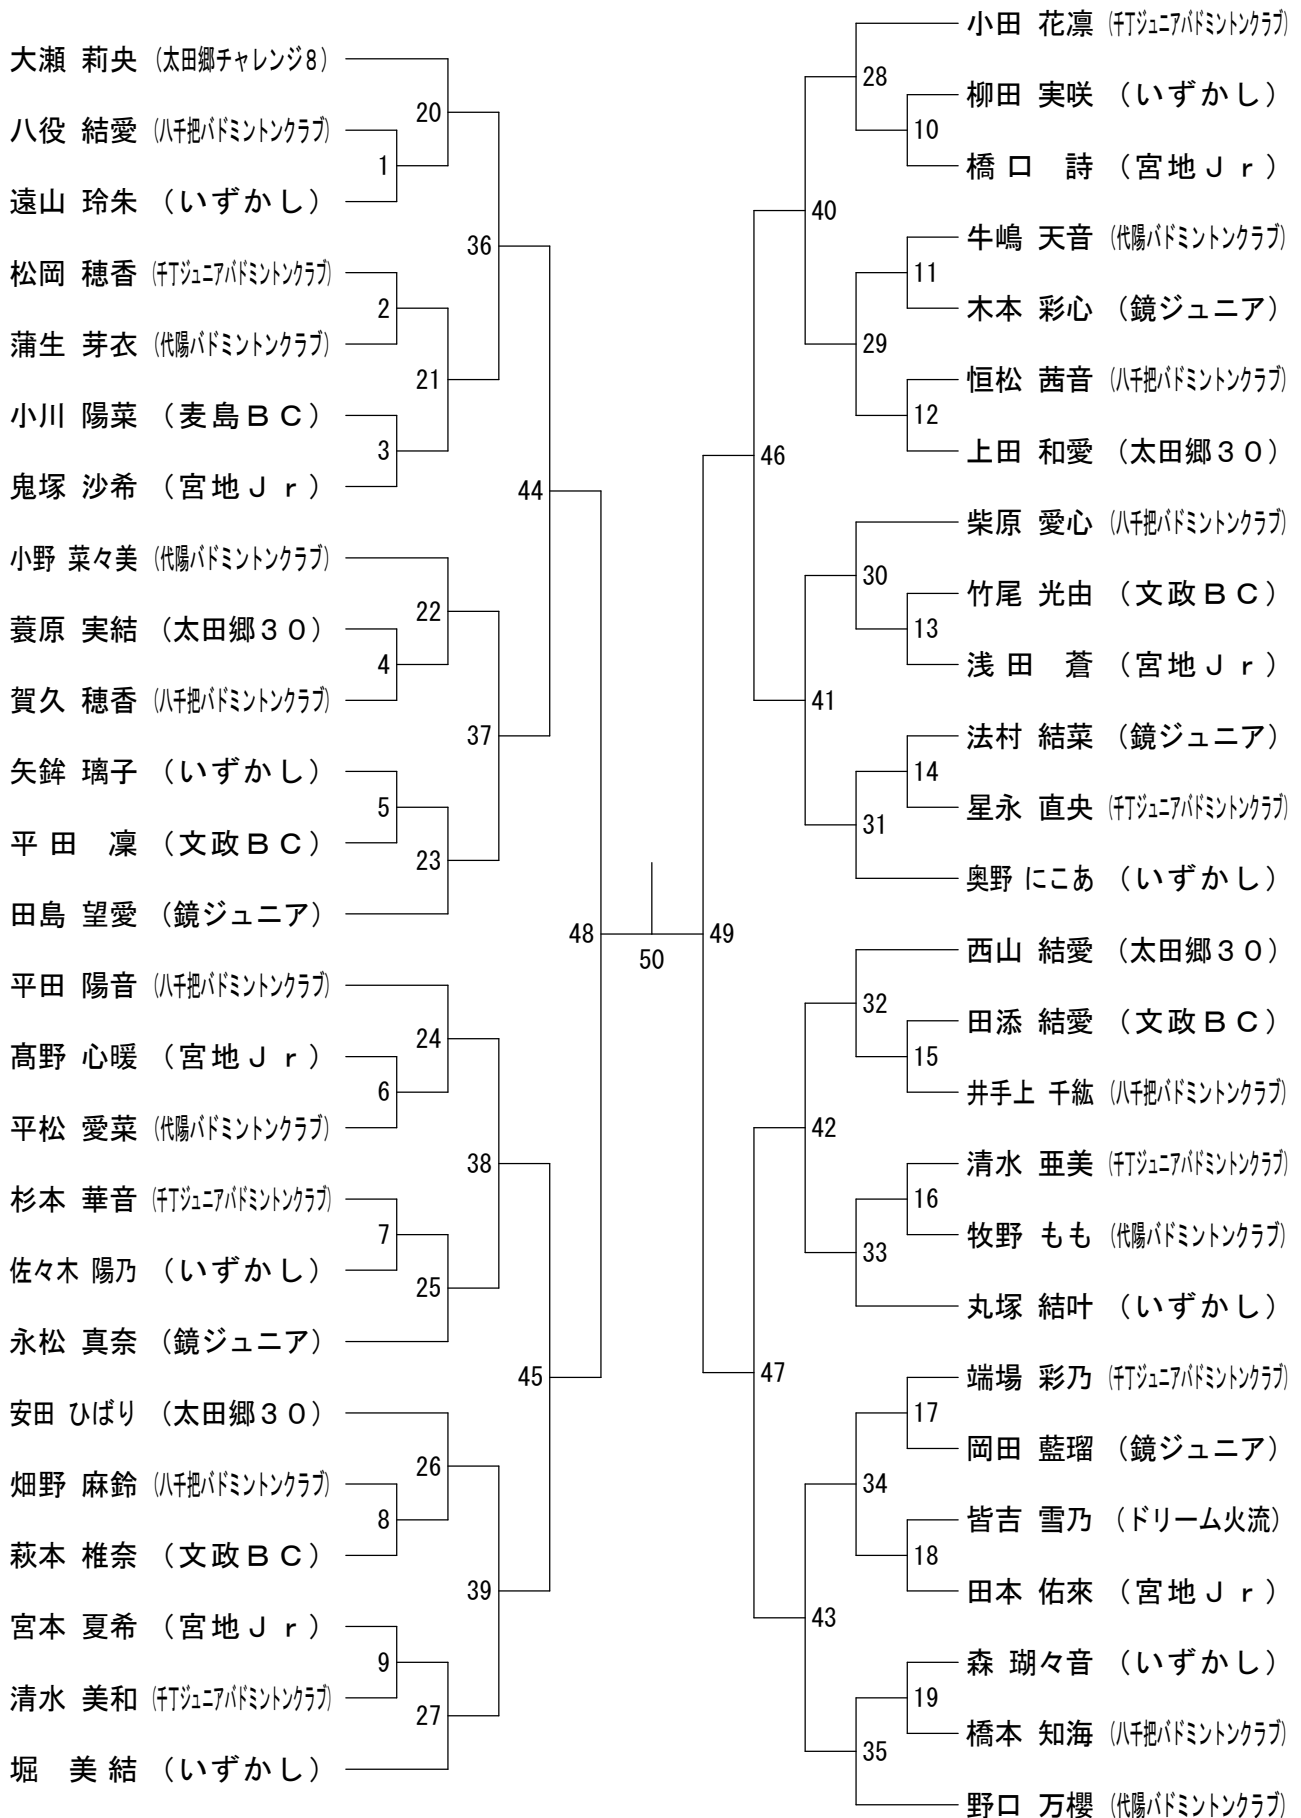 大瀬 莉央 (太田郷チャレンジ8)
八役 結愛 (八千把バドミントンクラブ)
遠山 玲朱 (いずかし)
松岡 穂香 (千丁ジュニアバドミントンクラブ)
蒲生 芽衣 (代陽バドミントンクラブ)
小川 陽菜 (麦島BC)
鬼塚 沙希 (宮地Jr)
小野 菜々美 (代陽バドミントンクラブ)
蓑原 実結 (太田郷30)
賀久 穂香 (八千把バドミントンクラブ)
矢鉾 璃子 (いずかし)
平田 凜 (文政BC)
田島 望愛 (鏡ジュニア)
平田 陽音 (八千把バドミントンクラブ)
髙野 心暖 (宮地Jr)
平松 愛菜 (代陽バドミントンクラブ)
杉本 華音 (千丁ジュニアバドミントンクラブ)
佐々木 陽乃 (いずかし)
永松 真奈 (鏡ジュニア)
安田 ひばり (太田郷30)
畑野 麻鈴 (八千把バドミントンクラブ)
萩本 椎奈 (文政BC)
宮本 夏希 (宮地Jr)
清水 美和 (千丁ジュニアバドミントンクラブ)
堀 美結 (いずかし)
1
2
3
4
5
6
7
8
9
20
21
22
23
24
25
26
27
36
37
38
39
44
45
48
50
49
46
47
40
41
42
43
28
29
30
31
32
33
34
35
10
11
12
13
14
15
16
17
18
19
小田 花凛 (千丁ジュニアバドミントンクラブ)
柳田 実咲 (いずかし)
橋口 詩 (宮地Jr)
牛嶋 天音 (代陽バドミントンクラブ)
木本 彩心 (鏡ジュニア)
恒松 茜音 (八千把バドミントンクラブ)
上田 和愛 (太田郷30)
柴原 愛心 (八千把バドミントンクラブ)
竹尾 光由 (文政BC)
浅田 蒼 (宮地Jr)
法村 結菜 (鏡ジュニア)
星永 直央 (千丁ジュニアバドミントンクラブ)
奥野 にこあ (いずかし)
西山 結愛 (太田郷30)
田添 結愛 (文政BC)
井手上 千紘 (八千把バドミントンクラブ)
清水 亜美 (千丁ジュニアバドミントンクラブ)
牧野 もも (代陽バドミントンクラブ)
丸塚 結叶 (いずかし)
端場 彩乃 (千丁ジュニアバドミントンクラブ)
岡田 藍瑠 (鏡ジュニア)
皆吉 雪乃 (ドリーム火流)
田本 佑來 (宮地Jr)
森 瑚々音 (いずかし)
橋本 知海 (八千把バドミントンクラブ)
野口 万櫻 (代陽バドミントンクラブ)